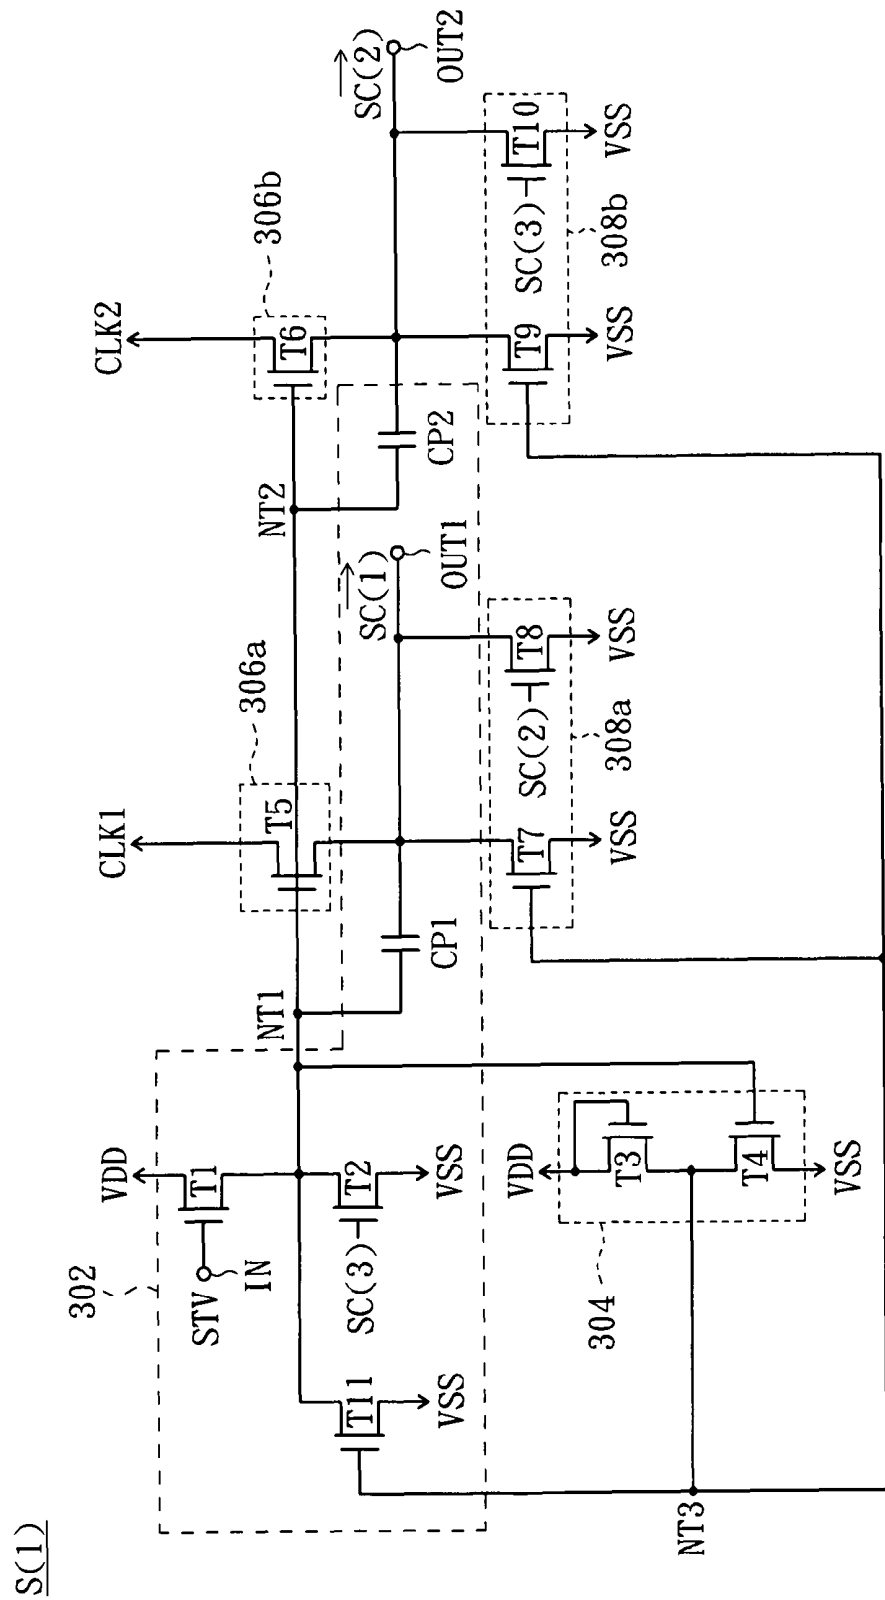 S(1)
302
VDD
T1
STV
IN
T11
VSS
SC(3)
T2
VSS
NT1
CLK1
T5
306a
NT2
CLK2
T6
306b
CP1
SC(1)
OUT1
CP2
SC(2)
OUT2
T7
VSS
SC(2)
T8
VSS
308a
T9
VSS
SC(3)
T10
VSS
308b
VDD
T3
T4
VSS
304
NT3